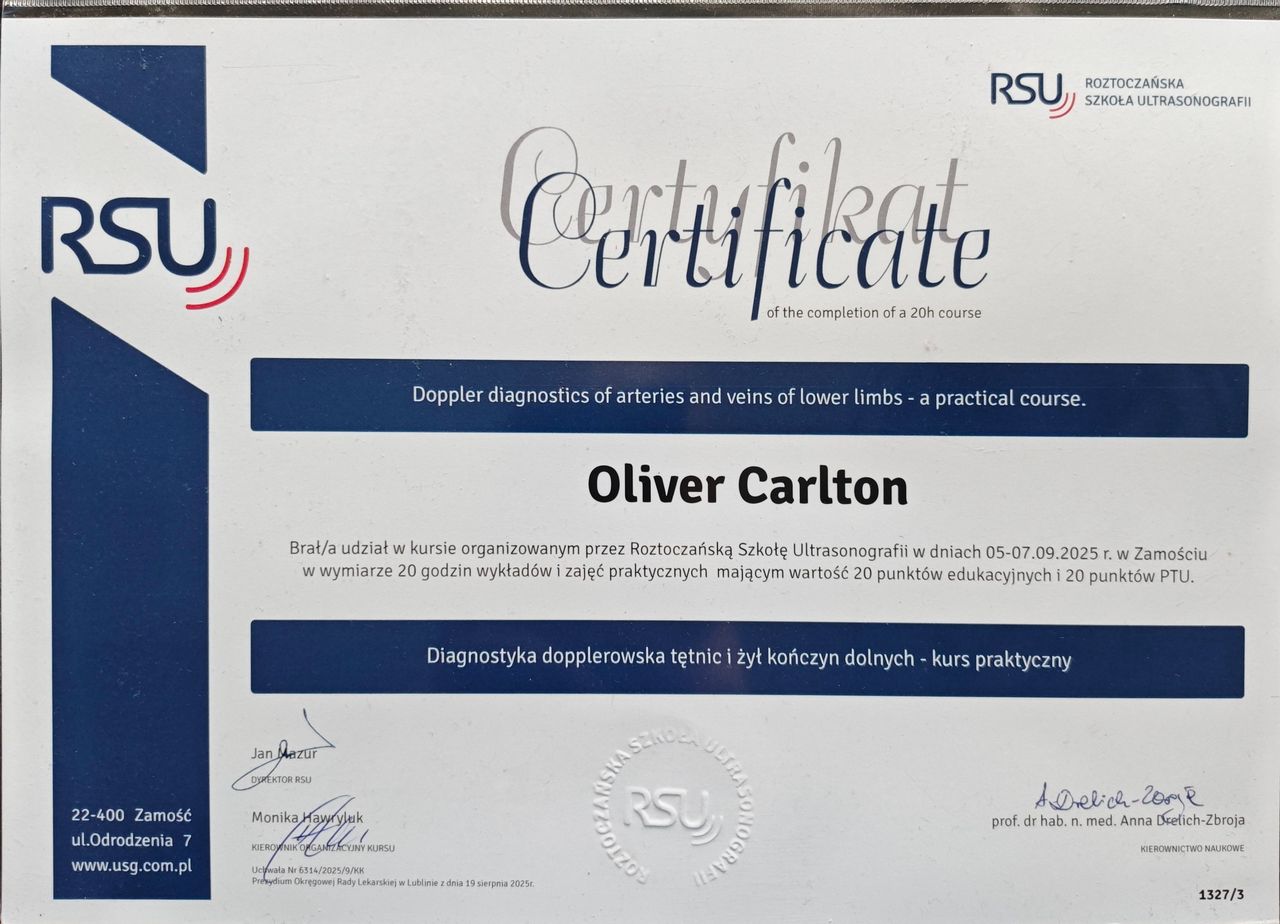 RSU ROZTOCZAŃSKA
SZKOŁA ULTRASONOGRAFII
RSU
Certyfikat
Certificate
of the completion of a 20h course
Doppler diagnostics of arteries and veins of lower limbs - a practical course.
Oliver Carlton
Brał/a udział w kursie organizowanym przez Roztoczańską Szkołę Ultrasonografii w dniach 05-07.09.2025 r. w Zamościu
w wymiarze 20 godzin wykładów i zajęć praktycznych mającym wartość 20 punktów edukacyjnych i 20 punktów PTU.
Diagnostyka dopplerowska tętnic i żył kończyn dolnych - kurs praktyczny
Jan Mazur
DYREKTOR RSU
Monika Hawryluk
KIEROWNIK ORGANIZACYJNY KURSU
Uchwała Nr 6314/2025/9/KK
Prezydium Okręgowej Rady Lekarskiej w Lublinie z dnia 19 sierpnia 2025r.
ROZTOCZAŃSKA SZKOŁA ULTRASONOGRAFII
RSU
A. Drelich-Zbroja
prof. dr hab. n. med. Anna Drelich-Zbroja
KIEROWNICTWO NAUKOWE
22-400 Zamość
ul.Odrodzenia 7
www.usg.com.pl
1327/3